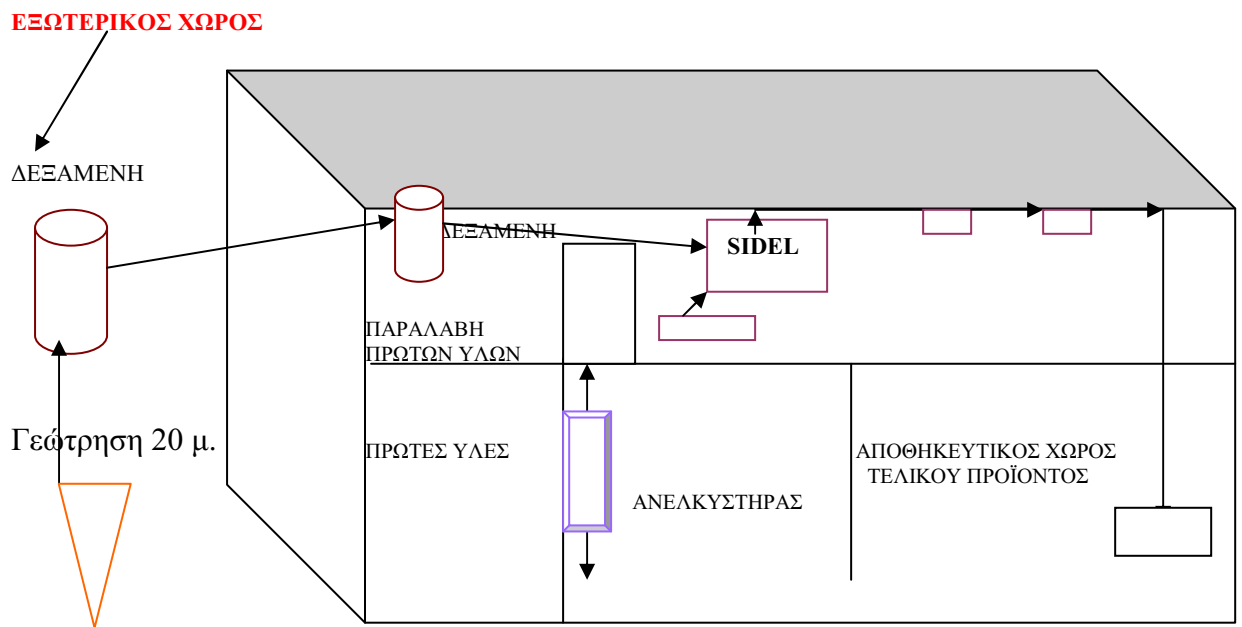 ΕΞΩΤΕΡΙΚΟΣ ΧΩΡΟΣ
ΔΕΞΑΜΕΝΗ
ΔΕΞΑΜΕΝΗ
SIDEL
ΠΑΡΑΛΑΒΗ
ΠΡΩΤΩΝ ΥΛΩΝ
Γεώτρηση 20 μ.
ΠΡΩΤΕΣ ΥΛΕΣ
ΑΝΕΛΚΥΣΤΗΡΑΣ
ΑΠΟΘΗΚΕΥΤΙΚΟΣ ΧΩΡΟΣ
ΤΕΛΙΚΟΥ ΠΡΟΪΟΝΤΟΣ